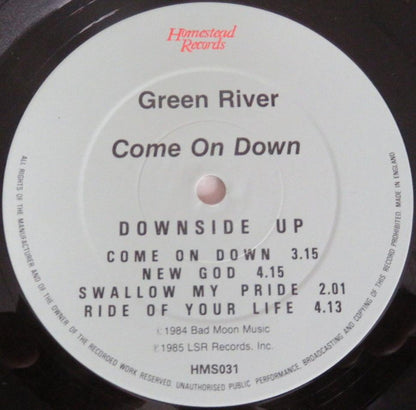 Homestead
Records
Green River
Come On Down
DOWNSIDE UP
COME ON DOWN 3.15
NEW GOD 4.15
SWALLOW MY PRIDE 2.01
RIDE OF YOUR LIFE 4.13
©1984 Bad Moon Music
℗1985 LSR Records, Inc.
HMS031
ALL RIGHTS OF THE MANUFACTURER AND OF THE OWNER OF THE RECORDED WORK RESERVED. UNAUTHORISED PUBLIC PERFORMANCE, BROADCASTING AND COPYING OF THIS RECORD PROHIBITED. MADE IN ENGLAND